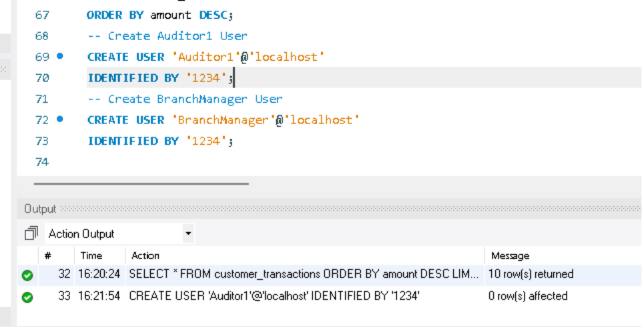 67 ORDER BY amount DESC;
68 -- Create Auditor1 User
69 CREATE USER 'Auditor1'@'localhost'
70 IDENTIFIED BY '1234';
71 -- Create BranchManager User
72 CREATE USER 'BranchManager'@'localhost'
73 IDENTIFIED BY '1234';
74
Output
Action Output
# Time Action Message
32 16:20:24 SELECT * FROM customer_transactions ORDER BY amount DESC LIM... 10 row(s) returned
33 16:21:54 CREATE USER 'Auditor1'@'localhost' IDENTIFIED BY '1234' 0 row(s) affected